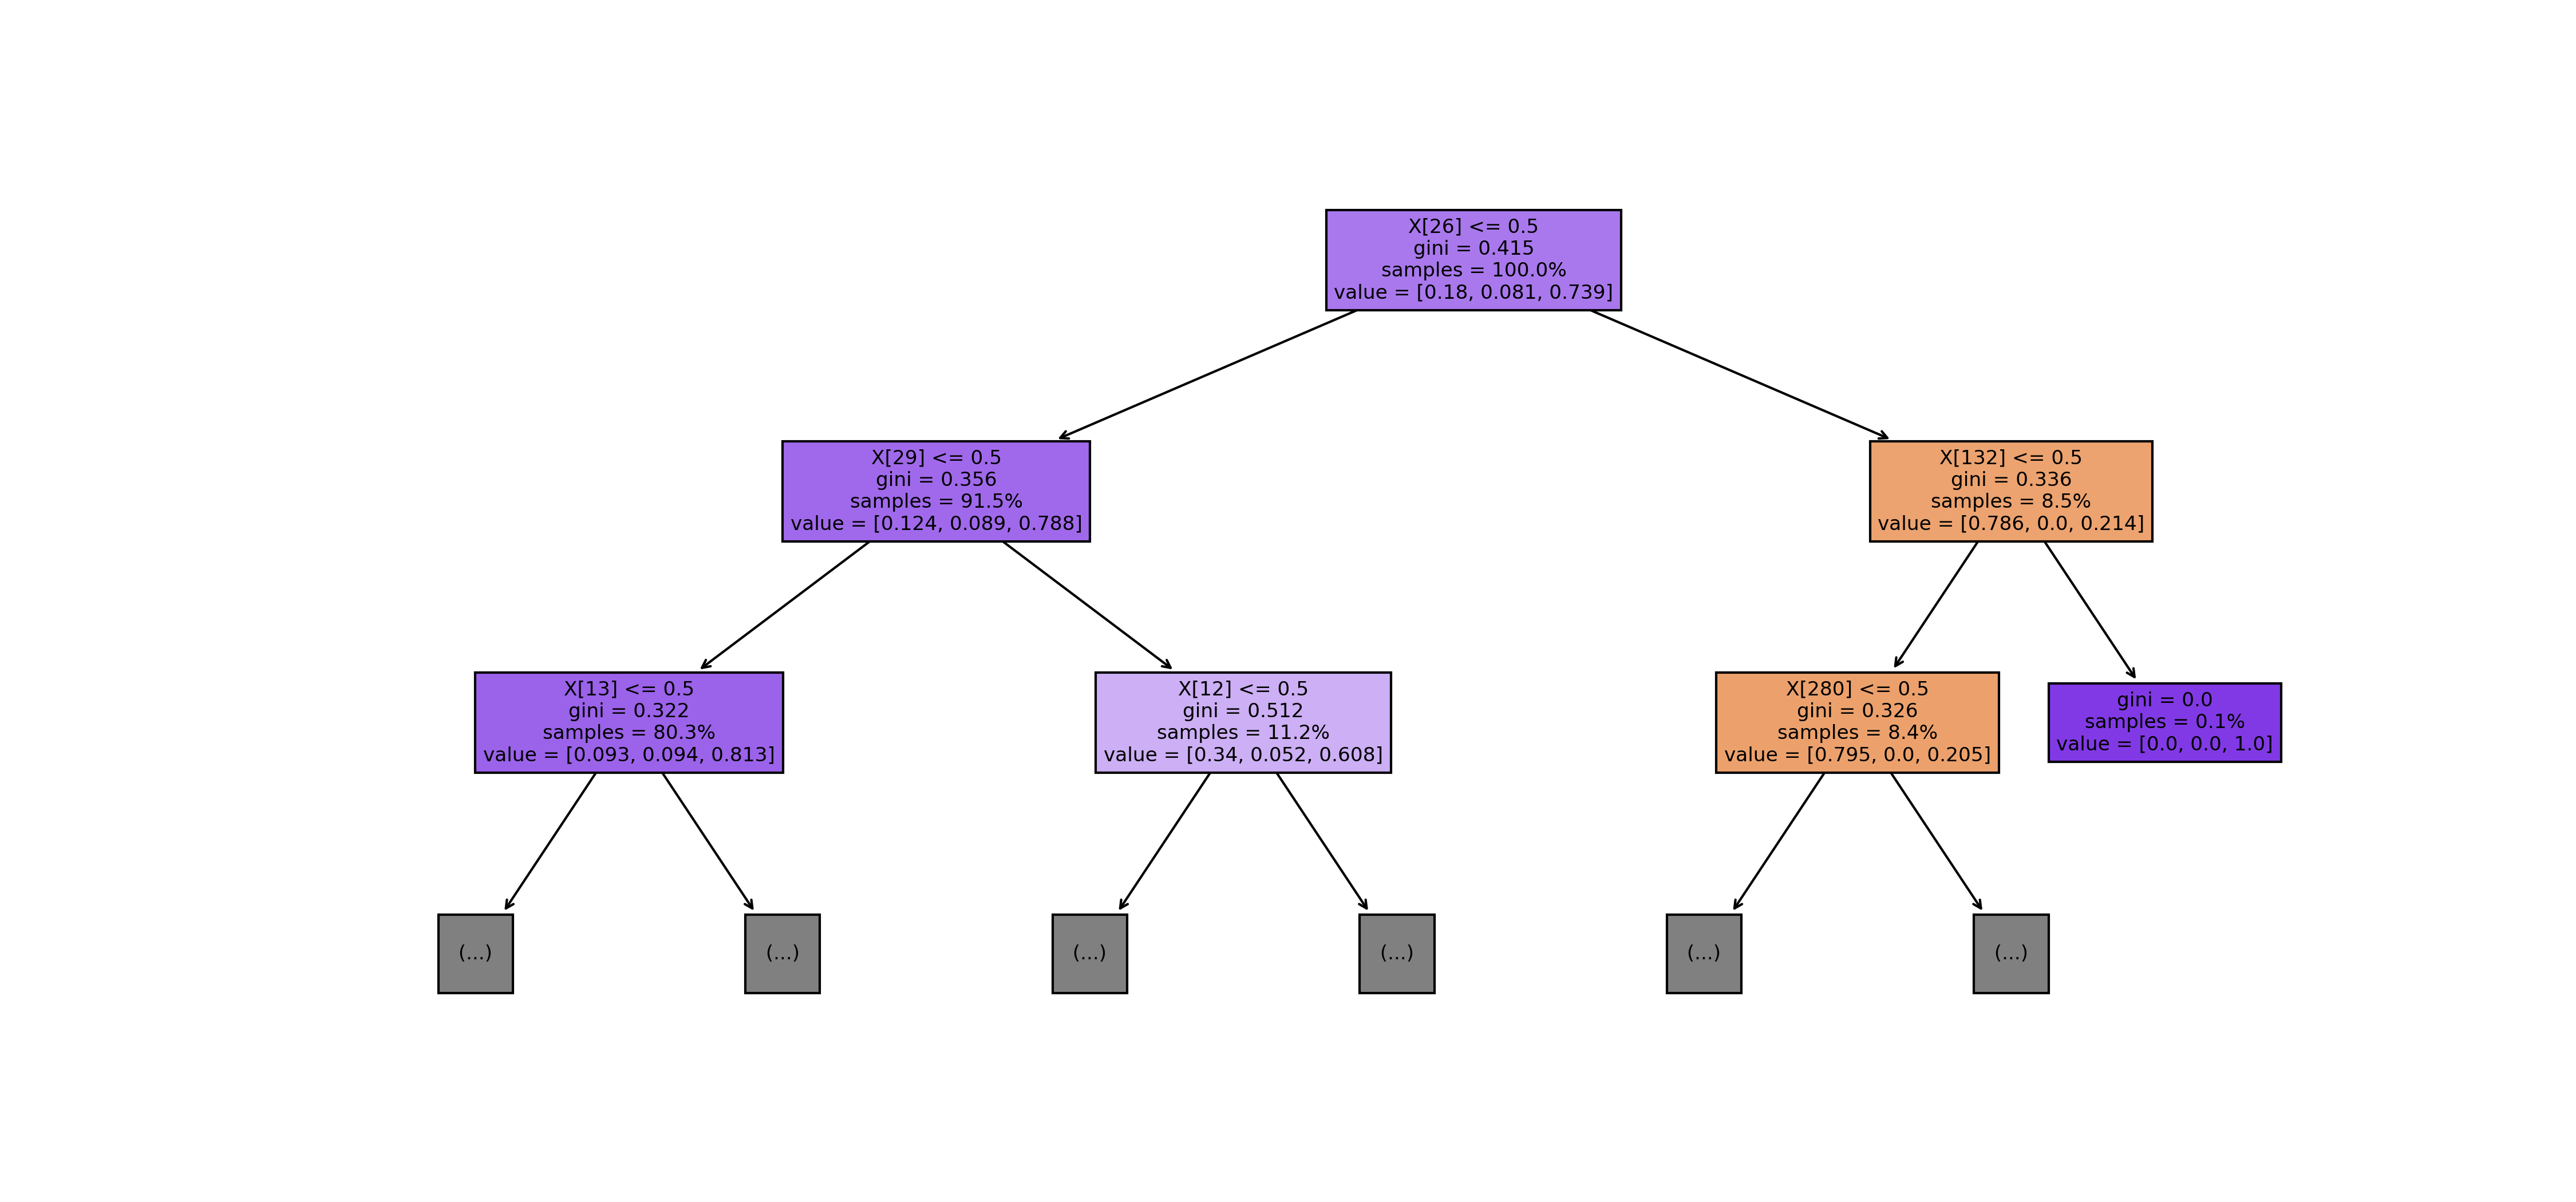 X[26] <= 0.5
gini = 0.415
samples = 100.0%
value = [0.18, 0.081, 0.739]
X[29] <= 0.5
gini = 0.356
samples = 91.5%
value = [0.124, 0.089, 0.788]
X[132] <= 0.5
gini = 0.336
samples = 8.5%
value = [0.786, 0.0, 0.214]
X[13] <= 0.5
gini = 0.322
samples = 80.3%
value = [0.093, 0.094, 0.813]
X[12] <= 0.5
gini = 0.512
samples = 11.2%
value = [0.34, 0.052, 0.608]
X[280] <= 0.5
gini = 0.326
samples = 8.4%
value = [0.795, 0.0, 0.205]
gini = 0.0
samples = 0.1%
value = [0.0, 0.0, 1.0]
(...)
(...)
(...)
(...)
(...)
(...)